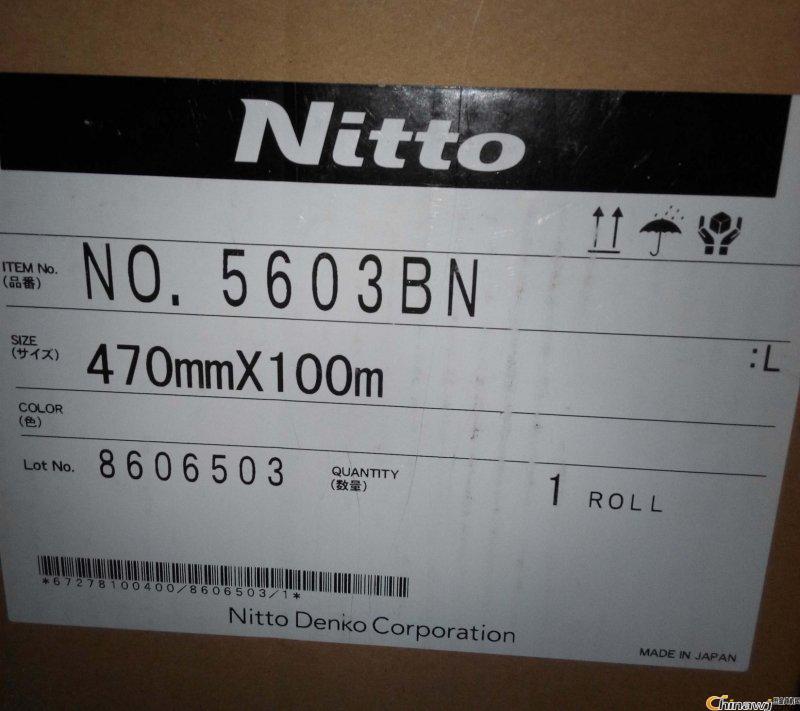 Nitto
ITEM No. NO. 5603BN
(品番)
SIZE 470mmX100m :L
(サイズ)
COLOR
(色)
Lot No. 8606503 QUANTITY 1 ROLL
(数量)
*67278100400/8606503/1*
Nitto Denko Corporation
MADE IN JAPAN
Chinawj